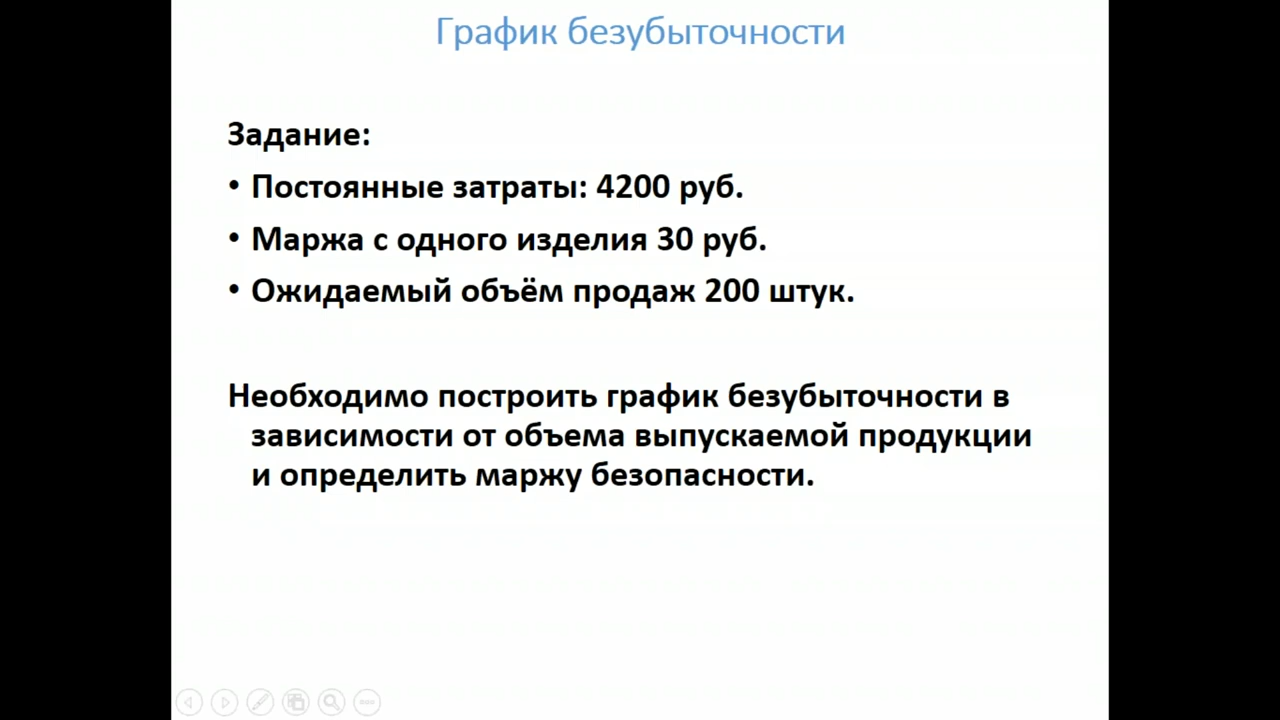 График безубыточности
Задание:
• Постоянные затраты: 4200 руб.
• Маржа с одного изделия 30 руб.
• Ожидаемый объём продаж 200 штук.
Необходимо построить график безубыточности в
зависимости от объема выпускаемой продукции
и определить маржу безопасности.